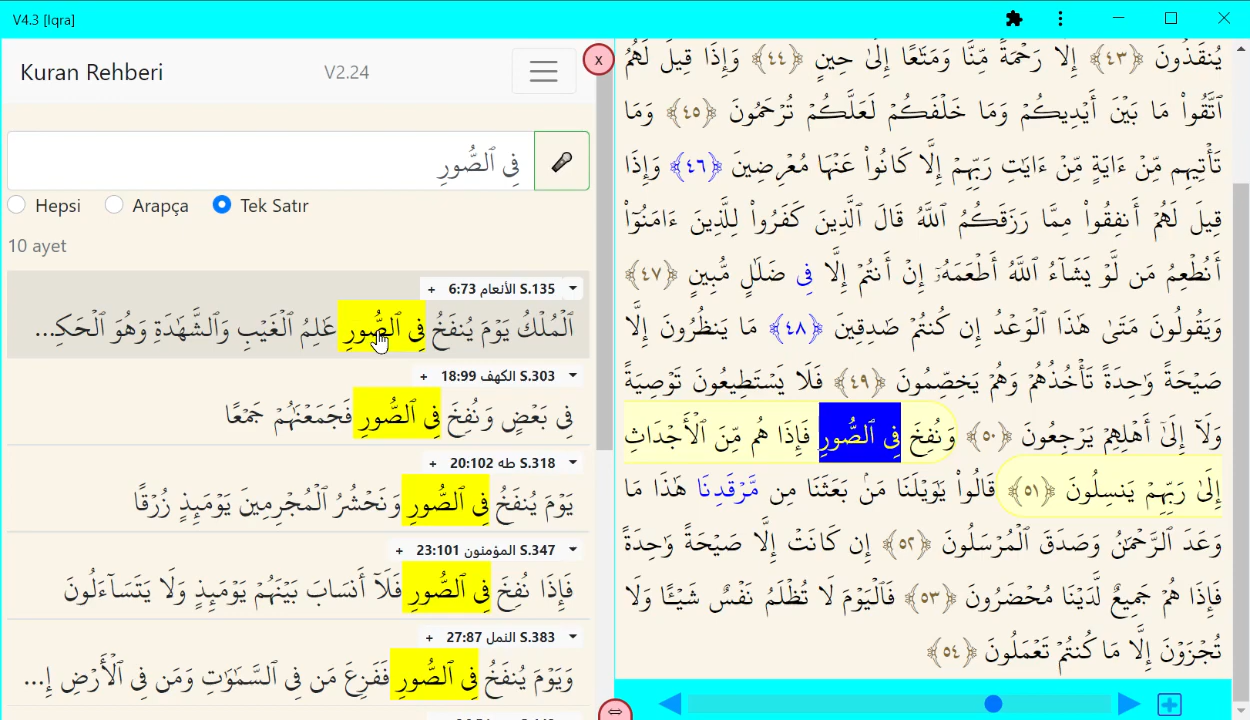 V4.3 [Iqra]
Kuran Rehberi
V2.24
x
فِى ٱلصُّورِ
Hepsi
Arapça
Tek Satır
10 ayet
S.135 الأنعام 6:73 +
ٱلْمُلْكُ يَوْمَ يُنفَخُ فِى ٱلصُّورِ عَٰلِمُ ٱلْغَيْبِ وَٱلشَّهَٰدَةِ وَهُوَ ٱلْحَكِ...
S.303 الكهف 18:99 +
فِى بَعْضٍ وَنُفِخَ فِى ٱلصُّورِ فَجَمَعْنَٰهُمْ جَمْعًا
S.318 طه 20:102 +
يَوْمَ يُنفَخُ فِى ٱلصُّورِ وَنَحْشُرُ ٱلْمُجْرِمِينَ يَوْمَئِذٍ زُرْقًا
S.347 المؤمنون 23:101 +
فَإِذَا نُفِخَ فِى ٱلصُّورِ فَلَآ أَنسَابَ بَيْنَهُمْ يَوْمَئِذٍ وَلَا يَتَسَآءَلُونَ
S.383 النمل 27:87 +
وَيَوْمَ يُنفَخُ فِى ٱلصُّورِ فَفَزِعَ مَن فِى ٱلسَّمَٰوَٰتِ وَمَن فِى ٱلْأَرْضِ إِ...
يُنقَذُونَ ﴿٤٣﴾ إِلَّا رَحْمَةً مِّنَّا وَمَتَٰعًا إِلَىٰ حِينٍ ﴿٤٤﴾ وَإِذَا قِيلَ لَهُمُ
ٱتَّقُوا۟ مَا بَيْنَ أَيْدِيكُمْ وَمَا خَلْفَكُمْ لَعَلَّكُمْ تُرْحَمُونَ ﴿٤٥﴾ وَمَا
تَأْتِيهِم مِّنْ ءَايَةٍ مِّنْ ءَايَٰتِ رَبِّهِمْ إِلَّا كَانُوا۟ عَنْهَا مُعْرِضِينَ ﴿٤٦﴾ وَإِذَا
قِيلَ لَهُمْ أَنفِقُوا۟ مِمَّا رَزَقَكُمُ ٱللَّهُ قَالَ ٱلَّذِينَ كَفَرُوا۟ لِلَّذِينَ ءَامَنُوٓا۟
أَنُطْعِمُ مَن لَّوْ يَشَآءُ ٱللَّهُ أَطْعَمَهُۥٓ إِنْ أَنتُمْ إِلَّا فِى ضَلَٰلٍ مُّبِينٍ ﴿٤٧﴾
وَيَقُولُونَ مَتَىٰ هَٰذَا ٱلْوَعْدُ إِن كُنتُمْ صَٰدِقِينَ ﴿٤٨﴾ مَا يَنظُرُونَ إِلَّا
صَيْحَةً وَٰحِدَةً تَأْخُذُهُمْ وَهُمْ يَخِصِّمُونَ ﴿٤٩﴾ فَلَا يَسْتَطِيعُونَ تَوْصِيَةً
وَلَآ إِلَىٰٓ أَهْلِهِمْ يَرْجِعُونَ ﴿٥٠﴾ وَنُفِخَ فِى ٱلصُّورِ فَإِذَا هُم مِّنَ ٱلْأَجْدَاثِ
إِلَىٰ رَبِّهِمْ يَنسِلُونَ ﴿٥١﴾ قَالُوا۟ يَٰوَيْلَنَا مَنۢ بَعَثَنَا مِن مَّرْقَدِنَا هَٰذَا مَا
وَعَدَ ٱلرَّحْمَٰنُ وَصَدَقَ ٱلْمُرْسَلُونَ ﴿٥٢﴾ إِن كَانَتْ إِلَّا صَيْحَةً وَٰحِدَةً
فَإِذَا هُمْ جَمِيعٌ لَّدَيْنَا مُحْضَرُونَ ﴿٥٣﴾ فَٱلْيَوْمَ لَا تُظْلَمُ نَفْسٌ شَيْـًٔا وَلَا
تُجْزَوْنَ إِلَّا مَا كُنتُمْ تَعْمَلُونَ ﴿٥٤﴾